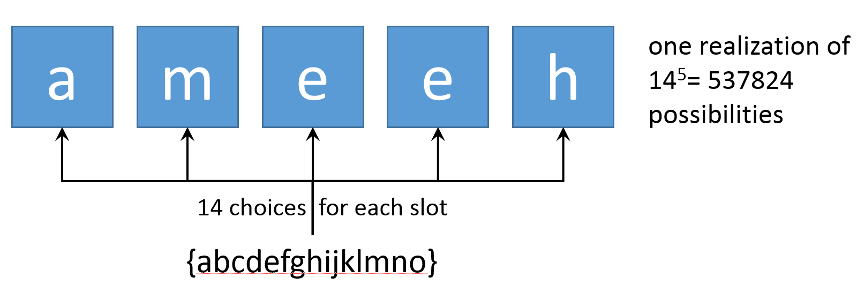 a m e e h
one realization of
14⁵= 537824
possibilities
14 choices for each slot
{abcdefghijklmno}